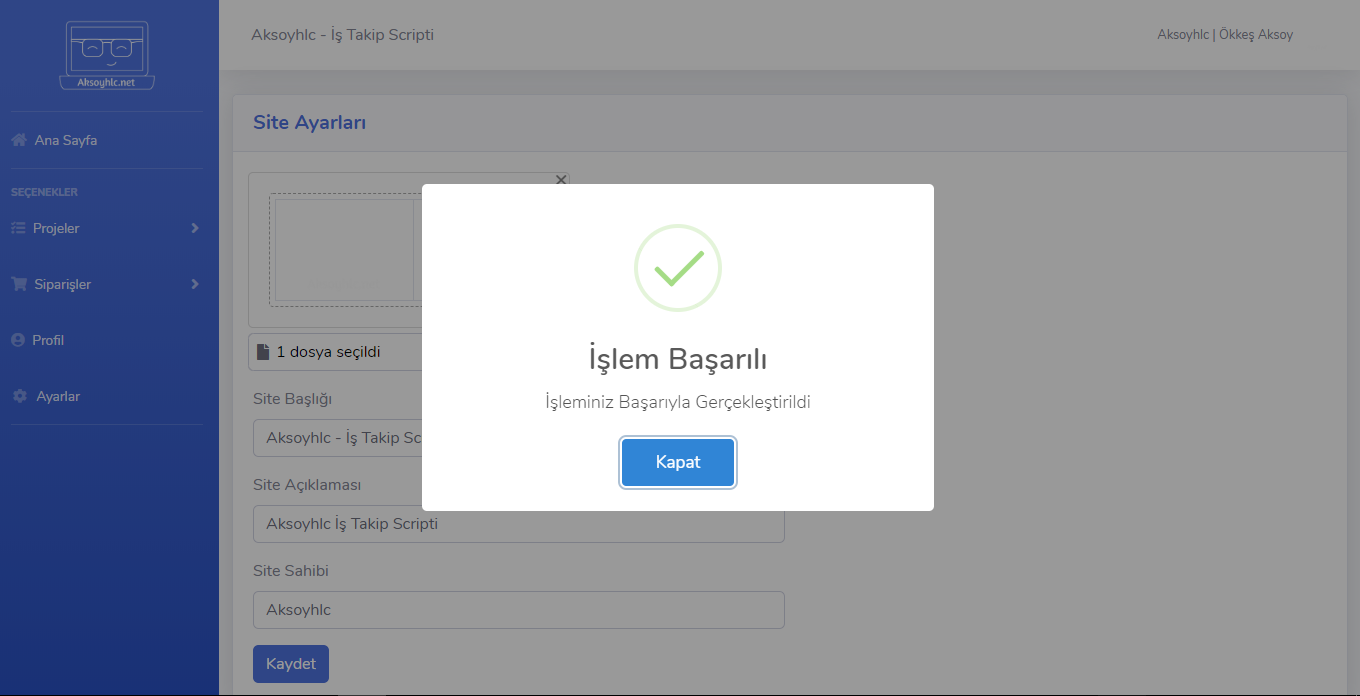 Aksoyhlc.net
Ana Sayfa
SEÇENEKLER
Projeler
Siparişler
Profil
Ayarlar
Aksoyhlc - İş Takip Scripti
Aksoyhlc | Ökkeş Aksoy
Site Ayarları
1 dosya seçildi
Site Başlığı
Aksoyhlc - İş Takip Sc
Site Açıklaması
Aksoyhlc İş Takip Scripti
Site Sahibi
Aksoyhlc
Kaydet
İşlem Başarılı
İşleminiz Başarıyla Gerçekleştirildi
Kapat